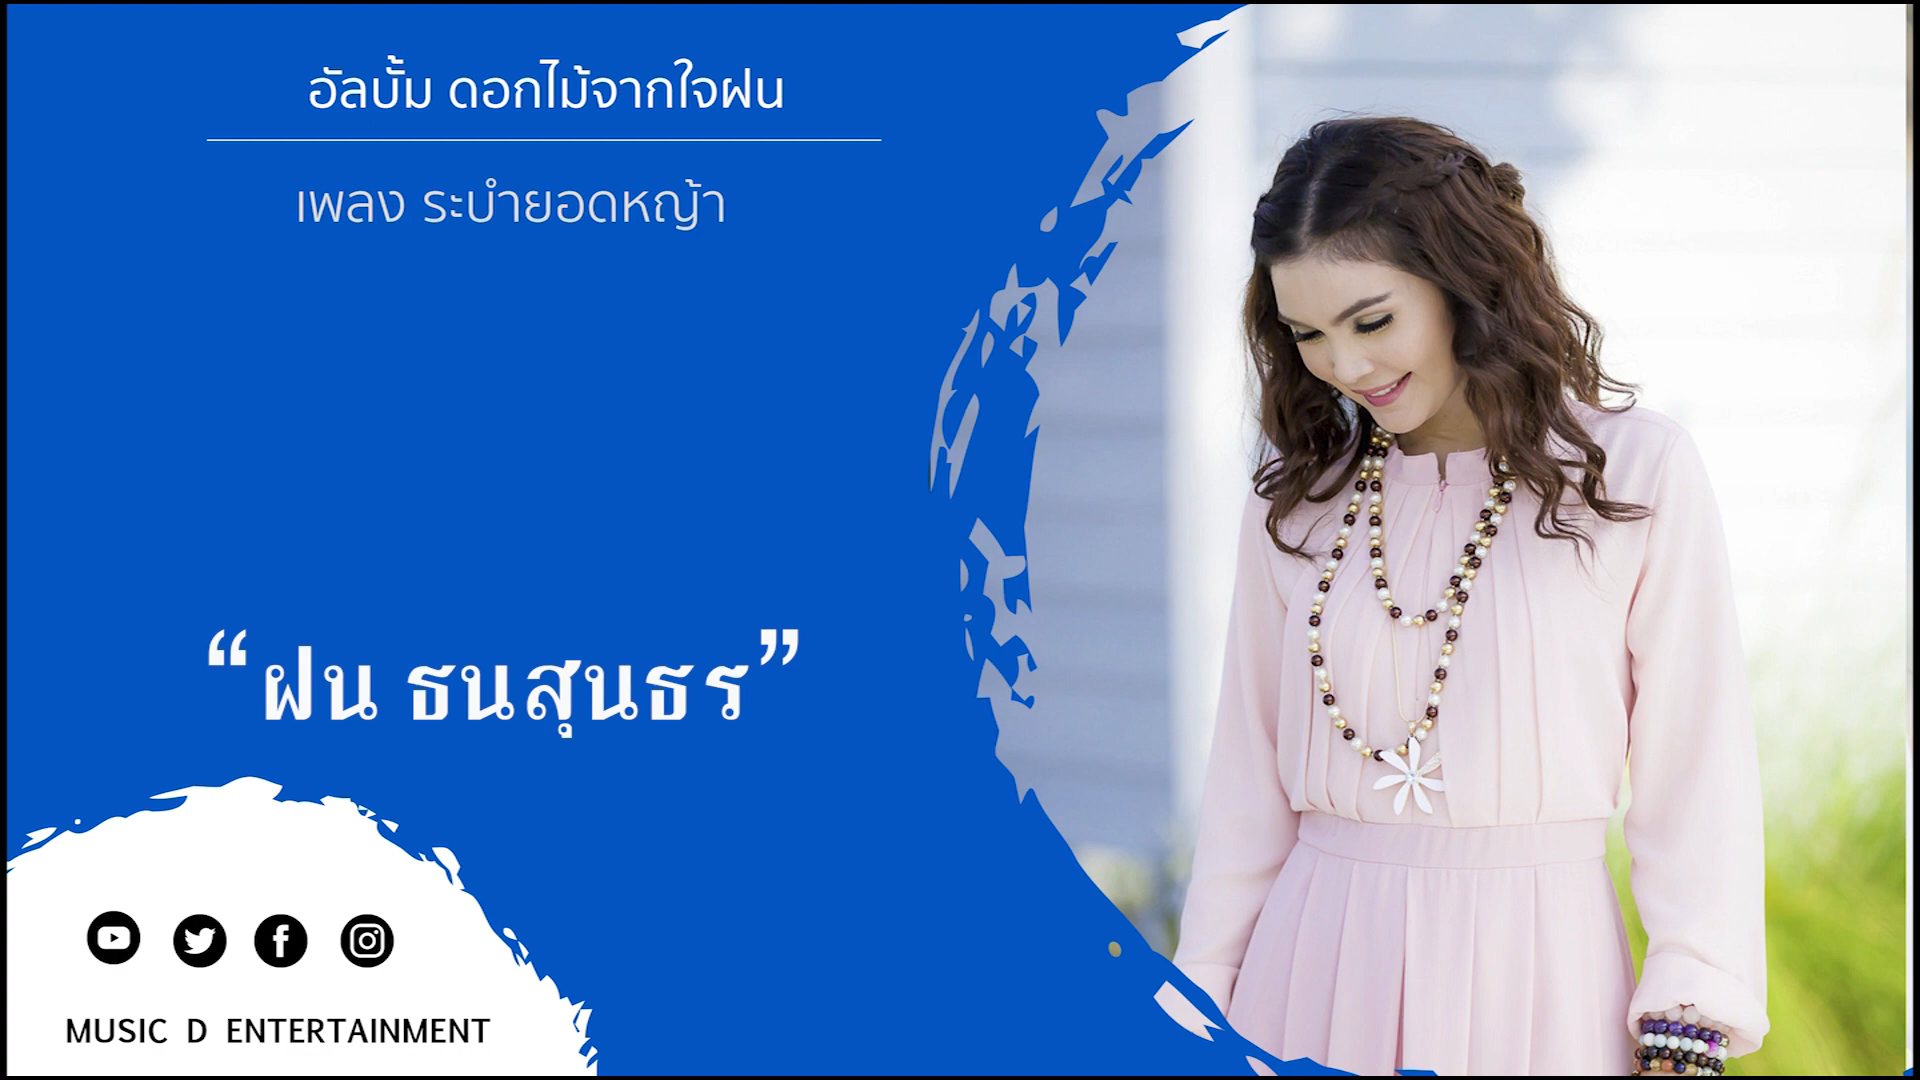 อัลบั้ม ดอกไม้จากใจฝน
เพลง ระบำยอดหญ้า
“ฝน ธนสุนธร”
MUSIC D ENTERTAINMENT